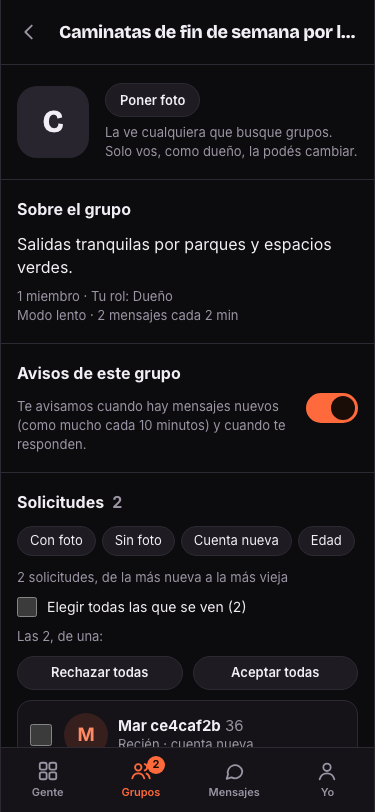 Caminatas de fin de semana por l...
C
Poner foto
La ve cualquiera que busque grupos.
Solo vos, como dueño, la podés cambiar.
Sobre el grupo
Salidas tranquilas por parques y espacios
verdes.
1 miembro · Tu rol: Dueño
Modo lento · 2 mensajes cada 2 min
Avisos de este grupo
Te avisamos cuando hay mensajes nuevos
(como mucho cada 10 minutos) y cuando te
responden.
Solicitudes 2
Con foto Sin foto Cuenta nueva Edad
2 solicitudes, de la más nueva a la más vieja
Elegir todas las que se ven (2)
Las 2, de una:
Rechazar todas Aceptar todas
M Mar ce4caf2b 36
Recién · cuenta nueva
2
Gente Grupos Mensajes Yo